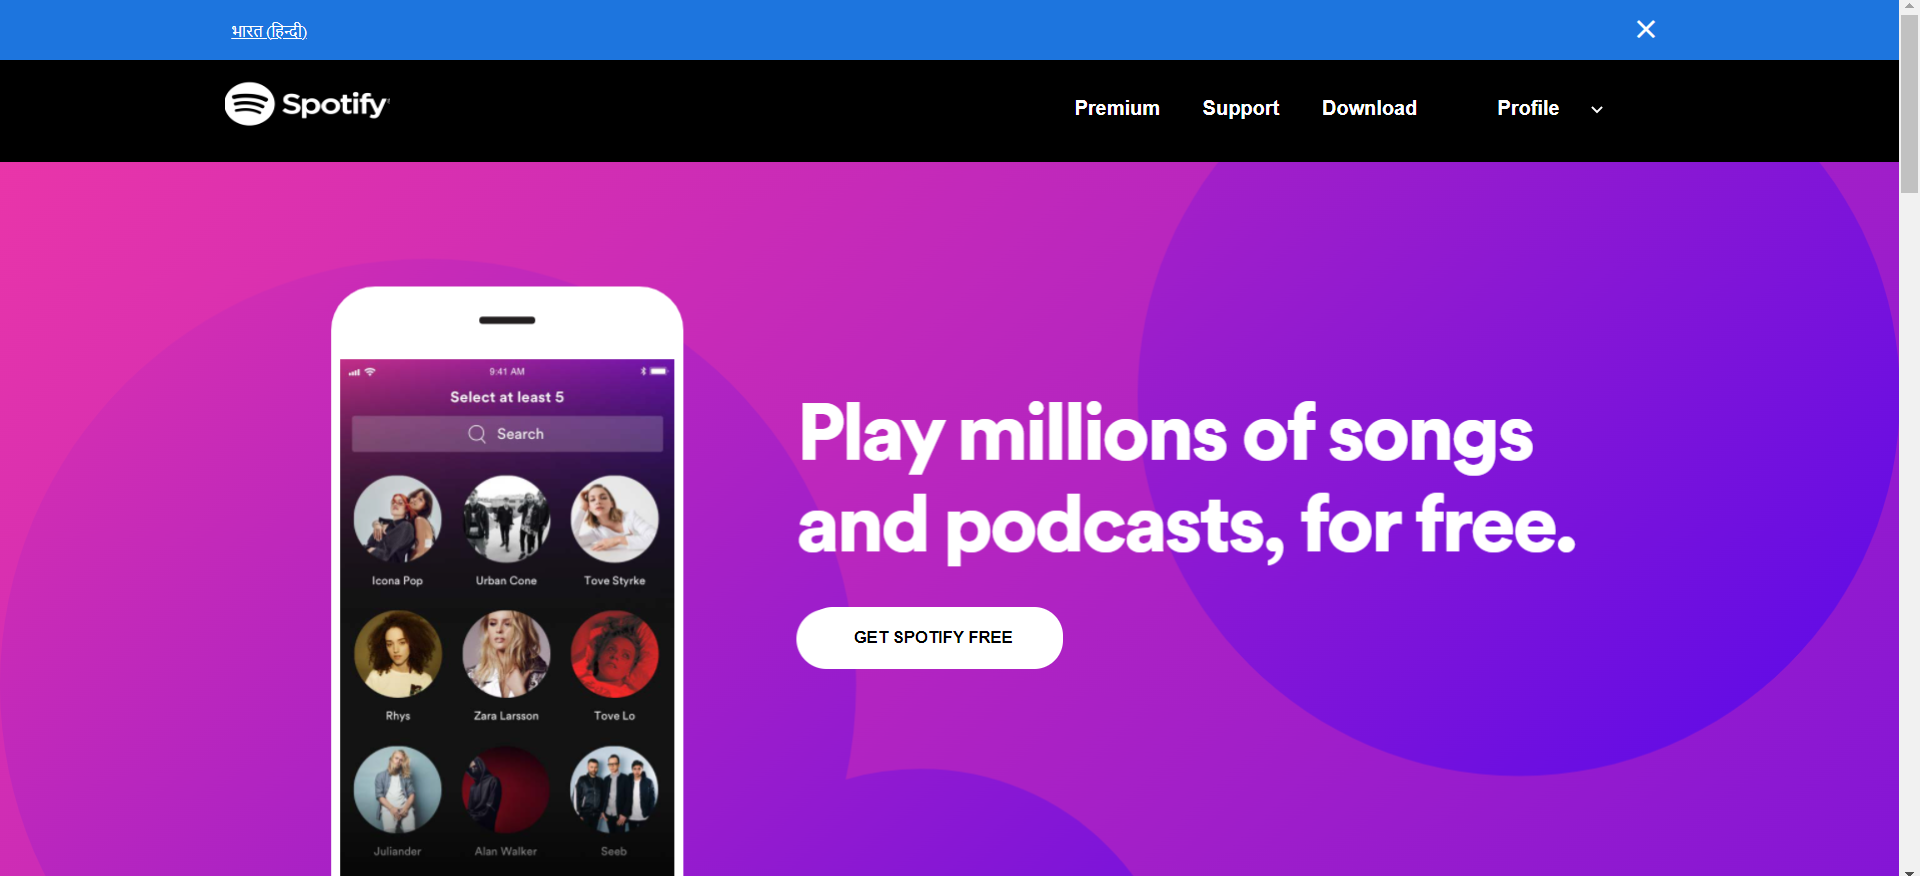 भारत (हिन्दी)
Spotify
Premium Support Download Profile
9:41 AM
Select at least 5
Search
Icona Pop Urban Cone Tove Styrke
Rhys Zara Larsson Tove Lo
Juliander Alan Walker Seeb
Play millions of songs
and podcasts, for free.
GET SPOTIFY FREE